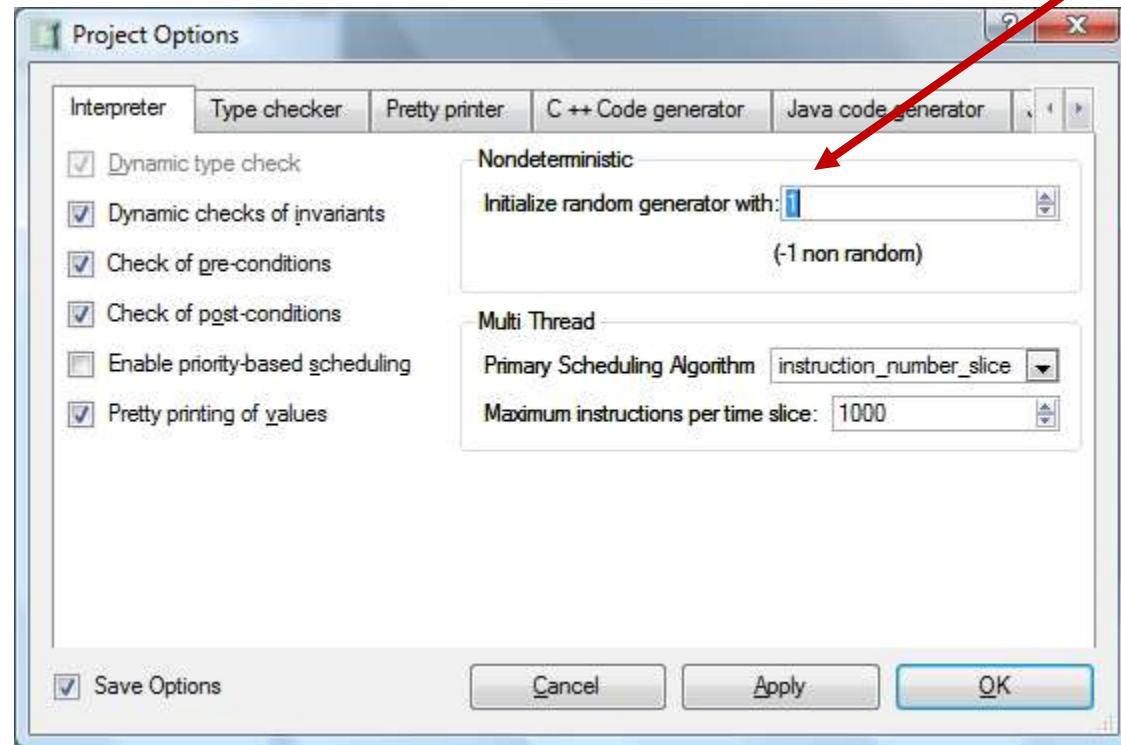 Project Options
Interpreter Type checker Pretty printer C ++ Code generator Java code generator
Dynamic type check
Dynamic checks of invariants
Check of pre-conditions
Check of post-conditions
Enable priority-based scheduling
Pretty printing of values
Nondeterministic
Initialize random generator with: 1
(-1 non random)
Multi Thread
Primary Scheduling Algorithm instruction_number_slice
Maximum instructions per time slice: 1000
Save Options Cancel Apply OK